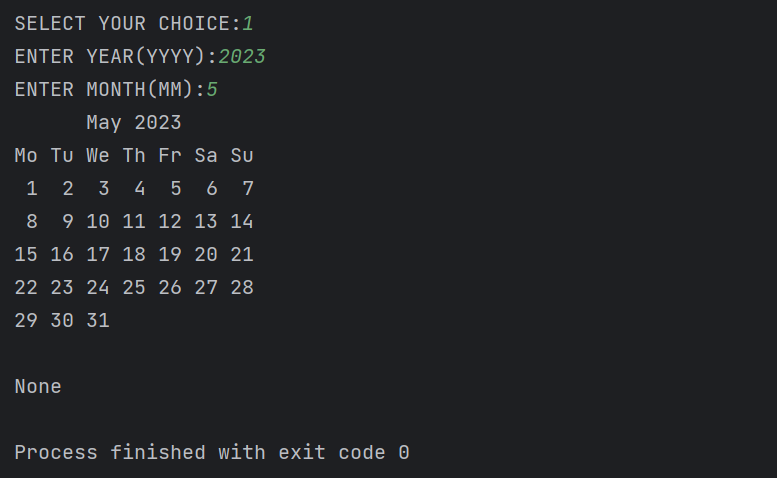 SELECT YOUR CHOICE:1
ENTER YEAR(YYYY):2023
ENTER MONTH(MM):5
      May 2023
Mo Tu We Th Fr Sa Su
 1  2  3  4  5  6  7
 8  9 10 11 12 13 14
15 16 17 18 19 20 21
22 23 24 25 26 27 28
29 30 31

None

Process finished with exit code 0